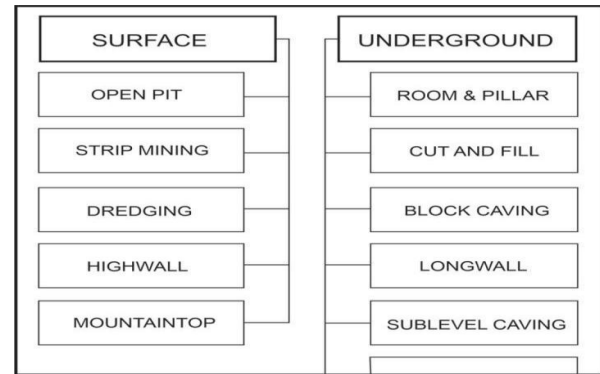 SURFACE
OPEN PIT
STRIP MINING
DREDGING
HIGHWALL
MOUNTAINTOP
UNDERGROUND
ROOM & PILLAR
CUT AND FILL
BLOCK CAVING
LONGWALL
SUBLEVEL CAVING